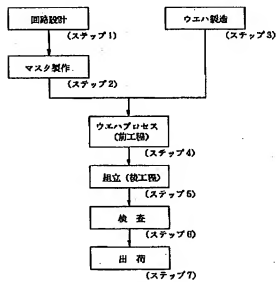 回路設計
(ステップ1)
ウエハ製造
(ステップ3)
マスク製作
(ステップ2)
ウエハプロセス
(前工程)
(ステップ4)
組立(後工程)
(ステップ5)
検査
(ステップ6)
出荷
(ステップ7)